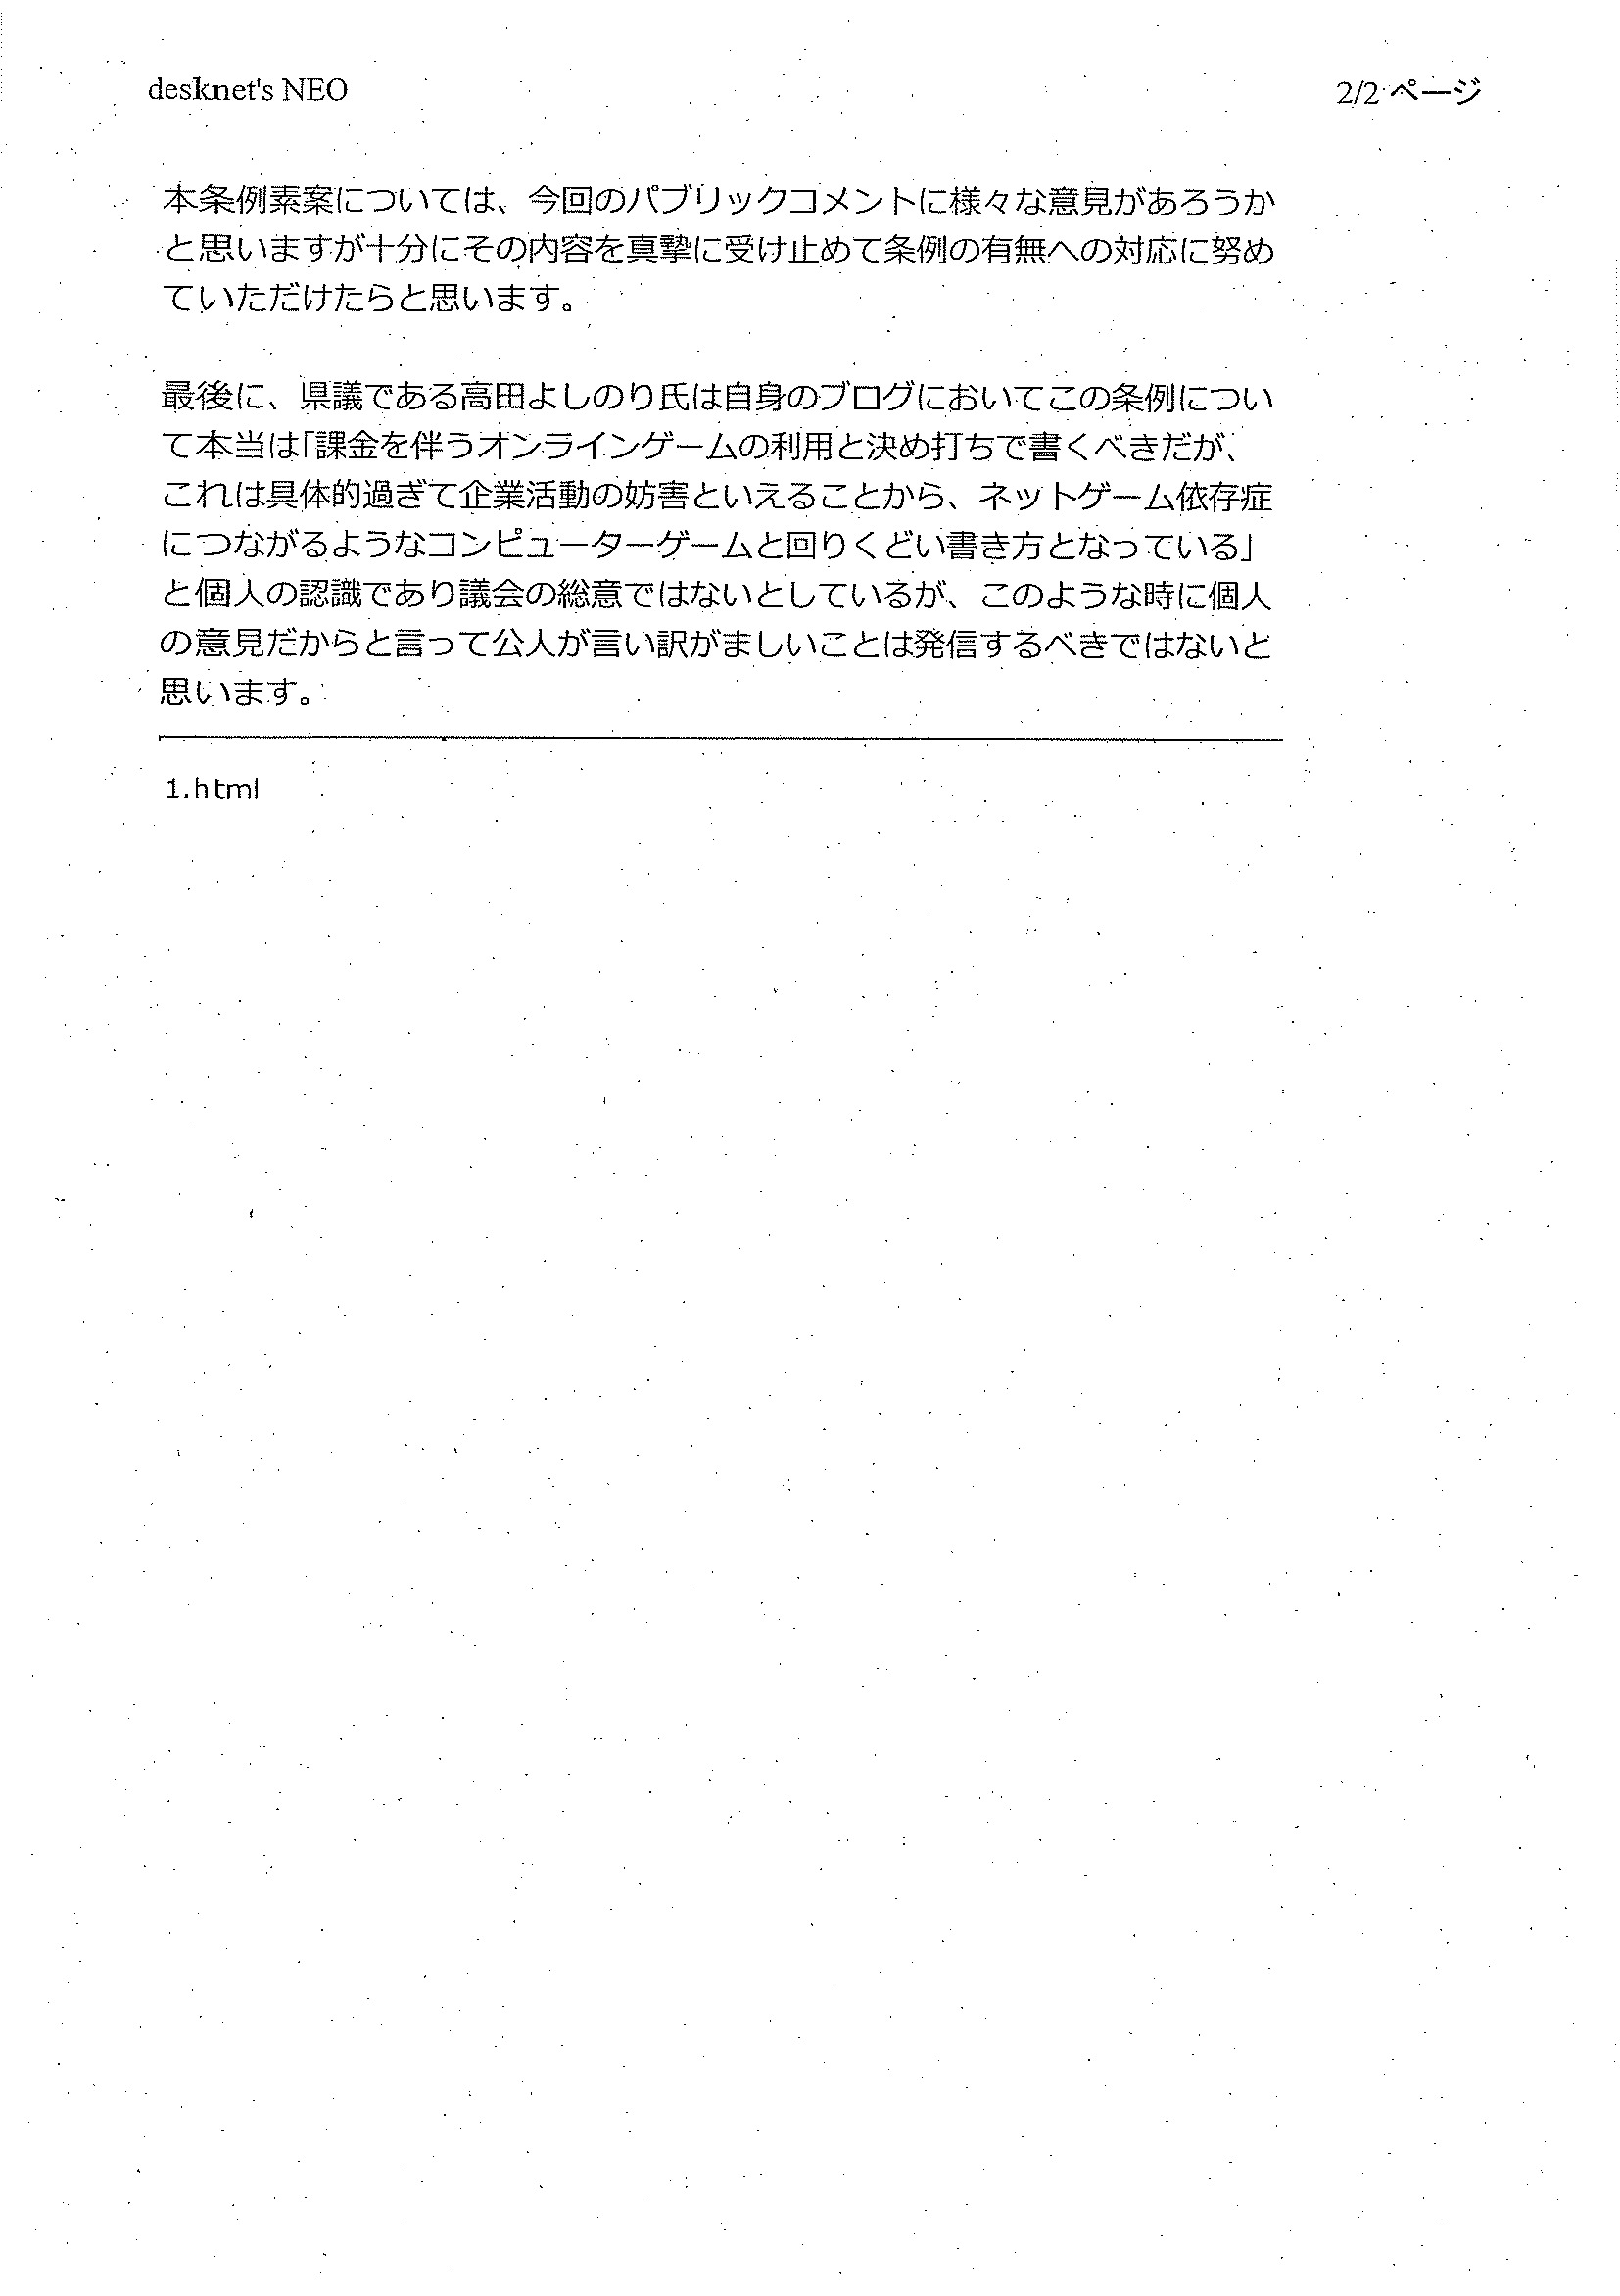 desknet's NEO
2/2 ページ
本条例素案については、今回のパブリックコメントに様々な意見があろうか
と思いますが十分にその内容を真摯に受け止めて条例の有無への対応に努め
ていただけたらと思います。
最後に、県議である高田よしのり氏は自身のブログにおいてこの条例につい
て本当は「課金を伴うオンラインゲームの利用と決め打ちで書くべきだが、
これは具体的過ぎて企業活動の妨害といえることから、ネットゲーム依存症
につながるようなコンピューターゲームと回りくどい書き方となっている」
と個人の認識であり議会の総意ではないとしているが、このような時に個人
の意見だからと言って公人が言い訳がましいことは発信するべきではないと
思います。
1.html